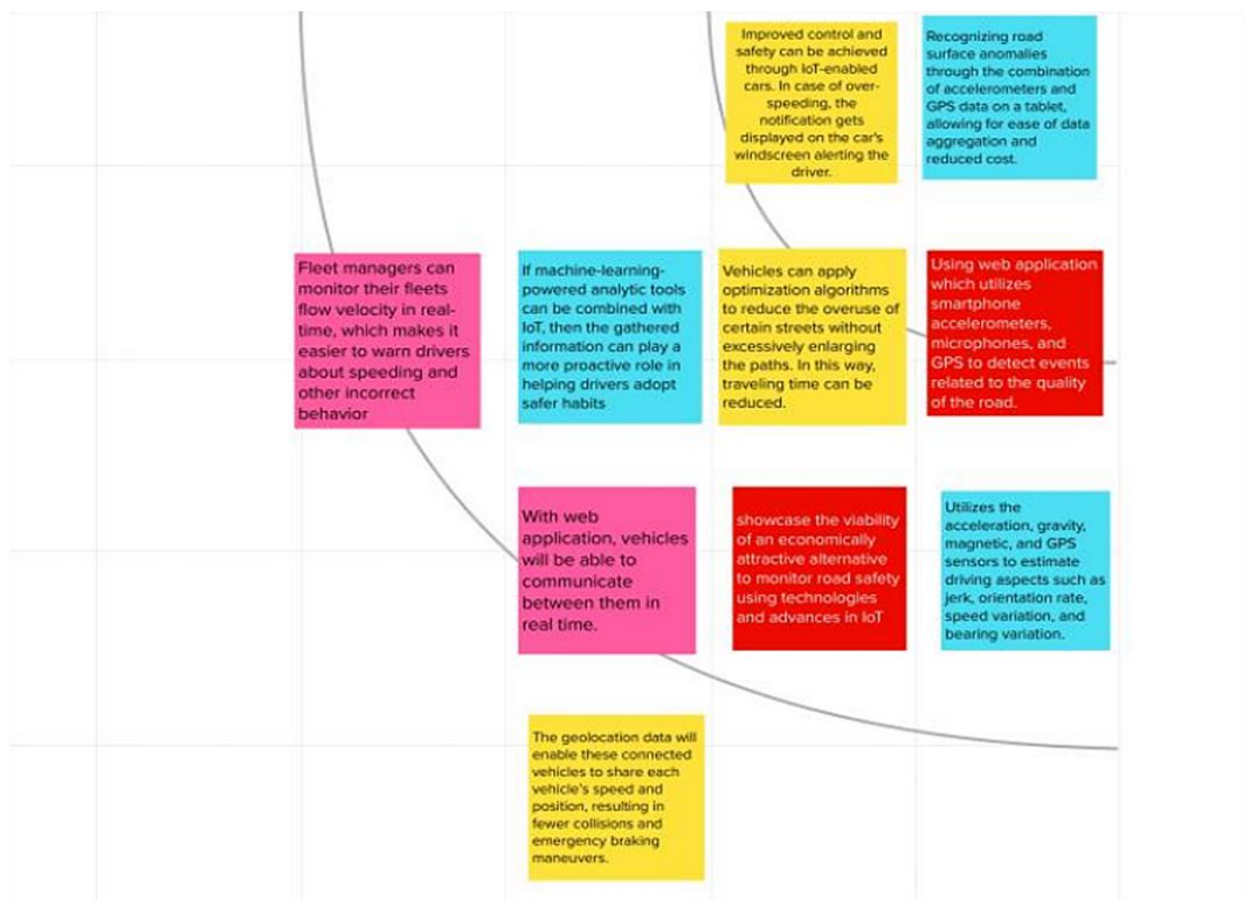 Improved control and
safety can be achieved
through IoT-enabled
cars. In case of over-
speeding, the
notification gets
displayed on the car's
windscreen alerting the
driver.
Recognizing road
surface anomalies
through the combination
of accelerometers and
GPS data on a tablet,
allowing for ease of data
aggregation and
reduced cost.
Fleet managers can
monitor their fleets
flow velocity in real-
time, which makes it
easier to warn drivers
about speeding and
other incorrect
behavior
If machine-learning-
powered analytic tools
can be combined with
IoT, then the gathered
information can play a
more proactive role in
helping drivers adopt
safer habits
Vehicles can apply
optimization algorithms
to reduce the overuse of
certain streets without
excessively enlarging
the paths. In this way,
traveling time can be
reduced.
Using web application
which utilizes
smartphone
accelerometers,
microphones, and
GPS to detect events
related to the quality
of the road.
With web
application, vehicles
will be able to
communicate
between them in
real time.
showcase the viability
of an economically
attractive alternative
to monitor road safety
using technologies
and advances in IoT
Utilizes the
acceleration, gravity,
magnetic, and GPS
sensors to estimate
driving aspects such as
jerk, orientation rate,
speed variation, and
bearing variation.
The geolocation data will
enable these connected
vehicles to share each
vehicle's speed and
position, resulting in
fewer collisions and
emergency braking
maneuvers.